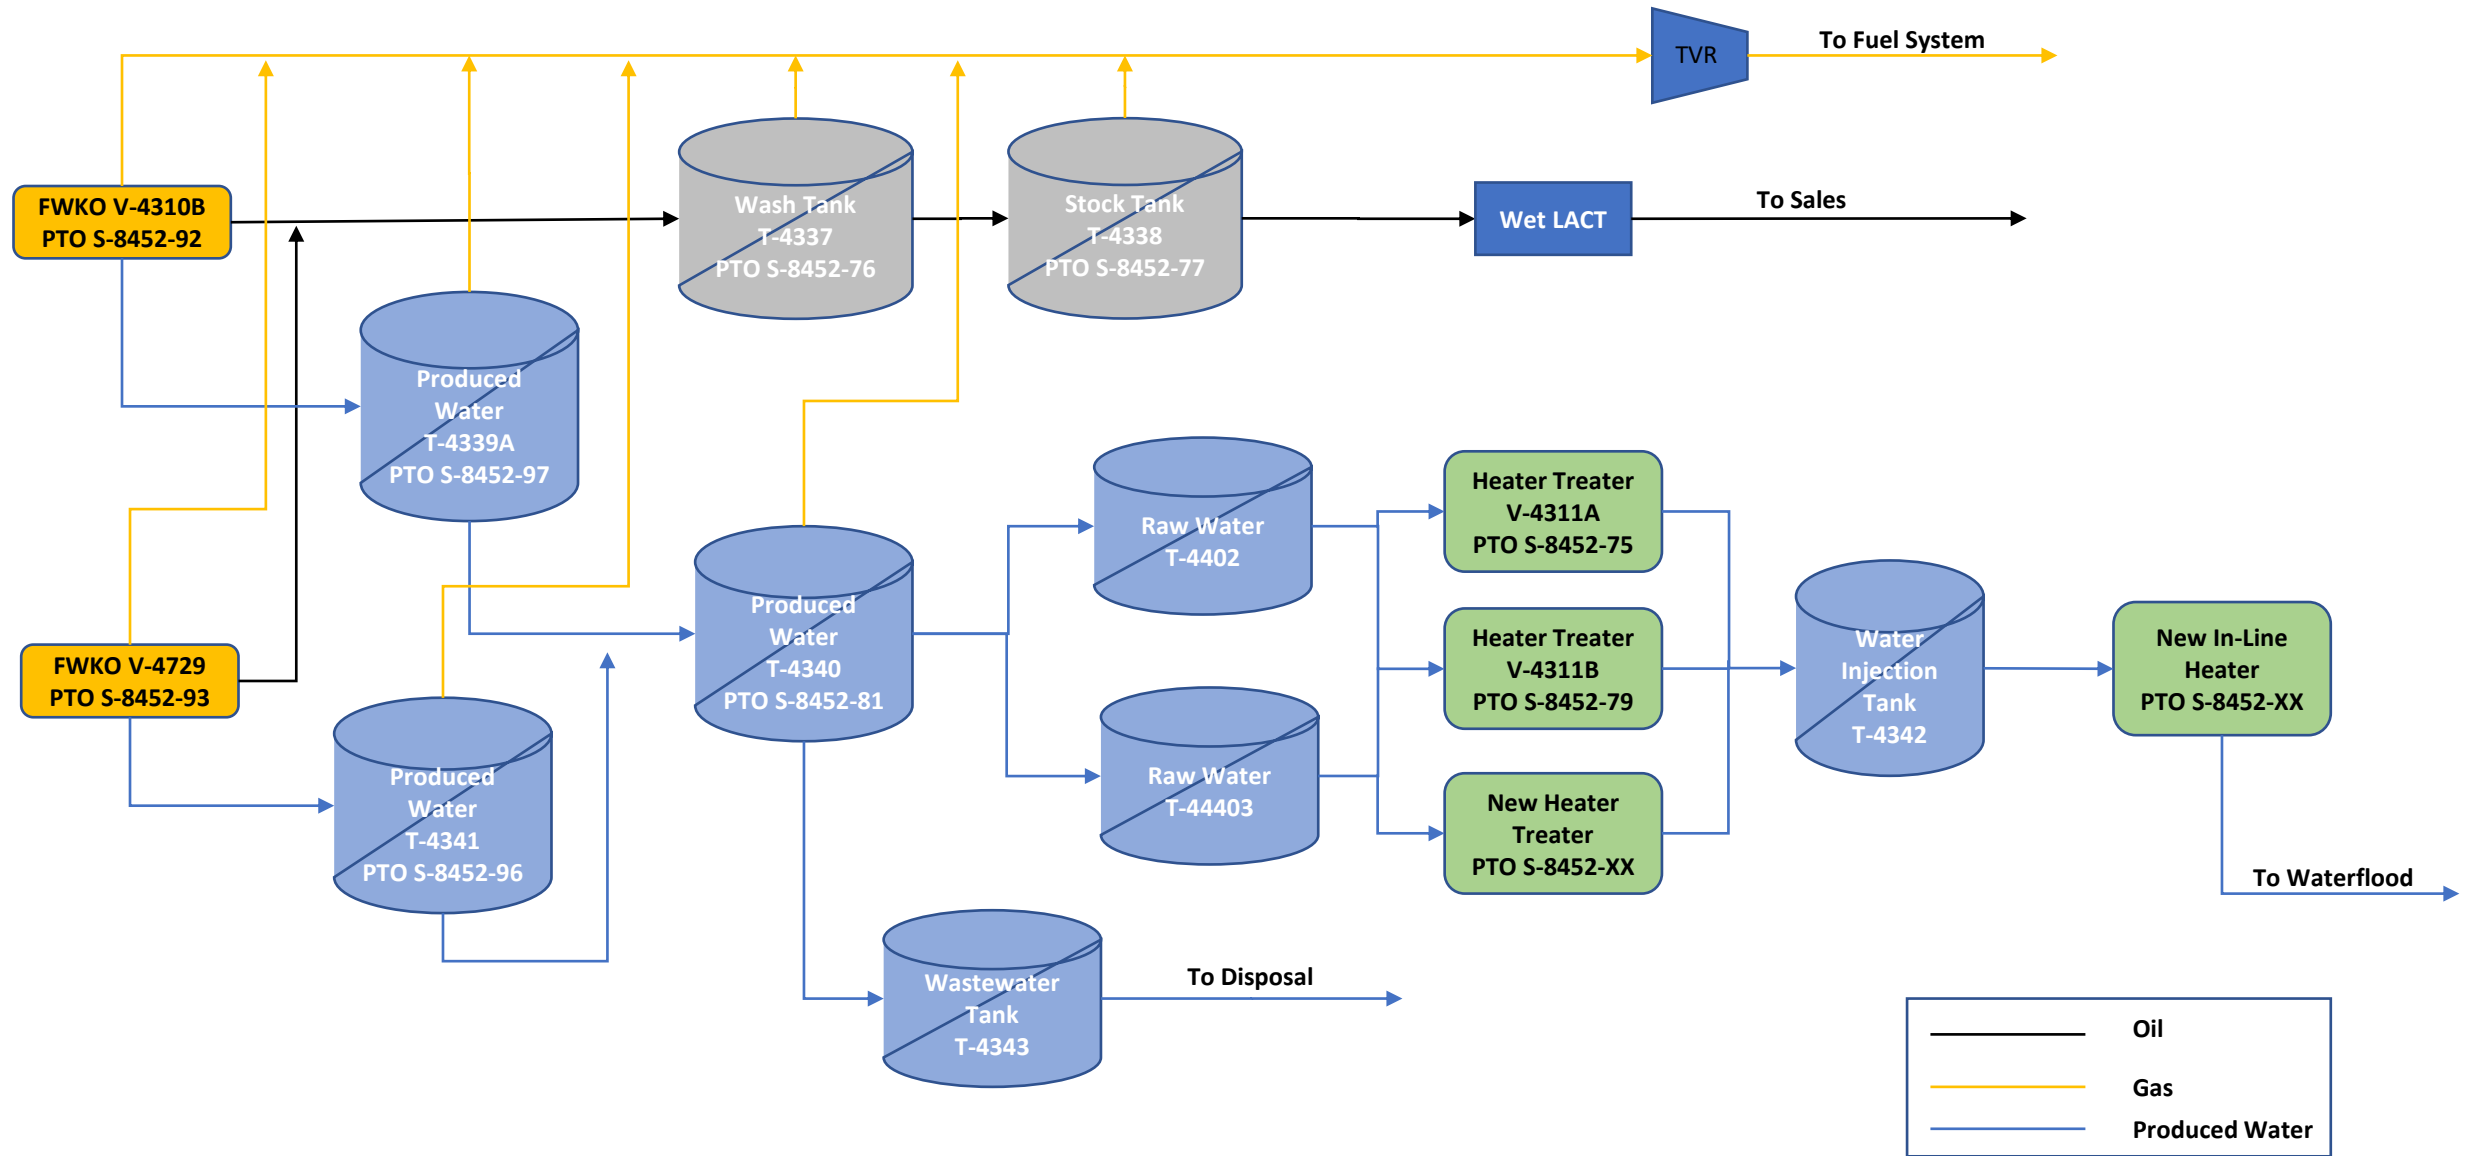 To Fuel System
TVR
FWKO V-4310B
PTO S-8452-92
Wash Tank
T-4337
PTO S-8452-76
Stock Tank
T-4338
PTO S-8452-77
Wet LACT
To Sales
Produced
Water
T-4339A
PTO S-8452-97
Raw Water
T-4402
Heater Treater
V-4311A
PTO S-8452-75
FWKO V-4729
PTO S-8452-93
Produced
Water
T-4340
PTO S-8452-81
Heater Treater
V-4311B
PTO S-8452-79
Water
Injection
Tank
T-4342
New In-Line
Heater
PTO S-8452-XX
Produced
Water
T-4341
PTO S-8452-96
Raw Water
T-44403
New Heater
Treater
PTO S-8452-XX
To Waterflood
Wastewater
Tank
T-4343
To Disposal
Oil
Gas
Produced Water